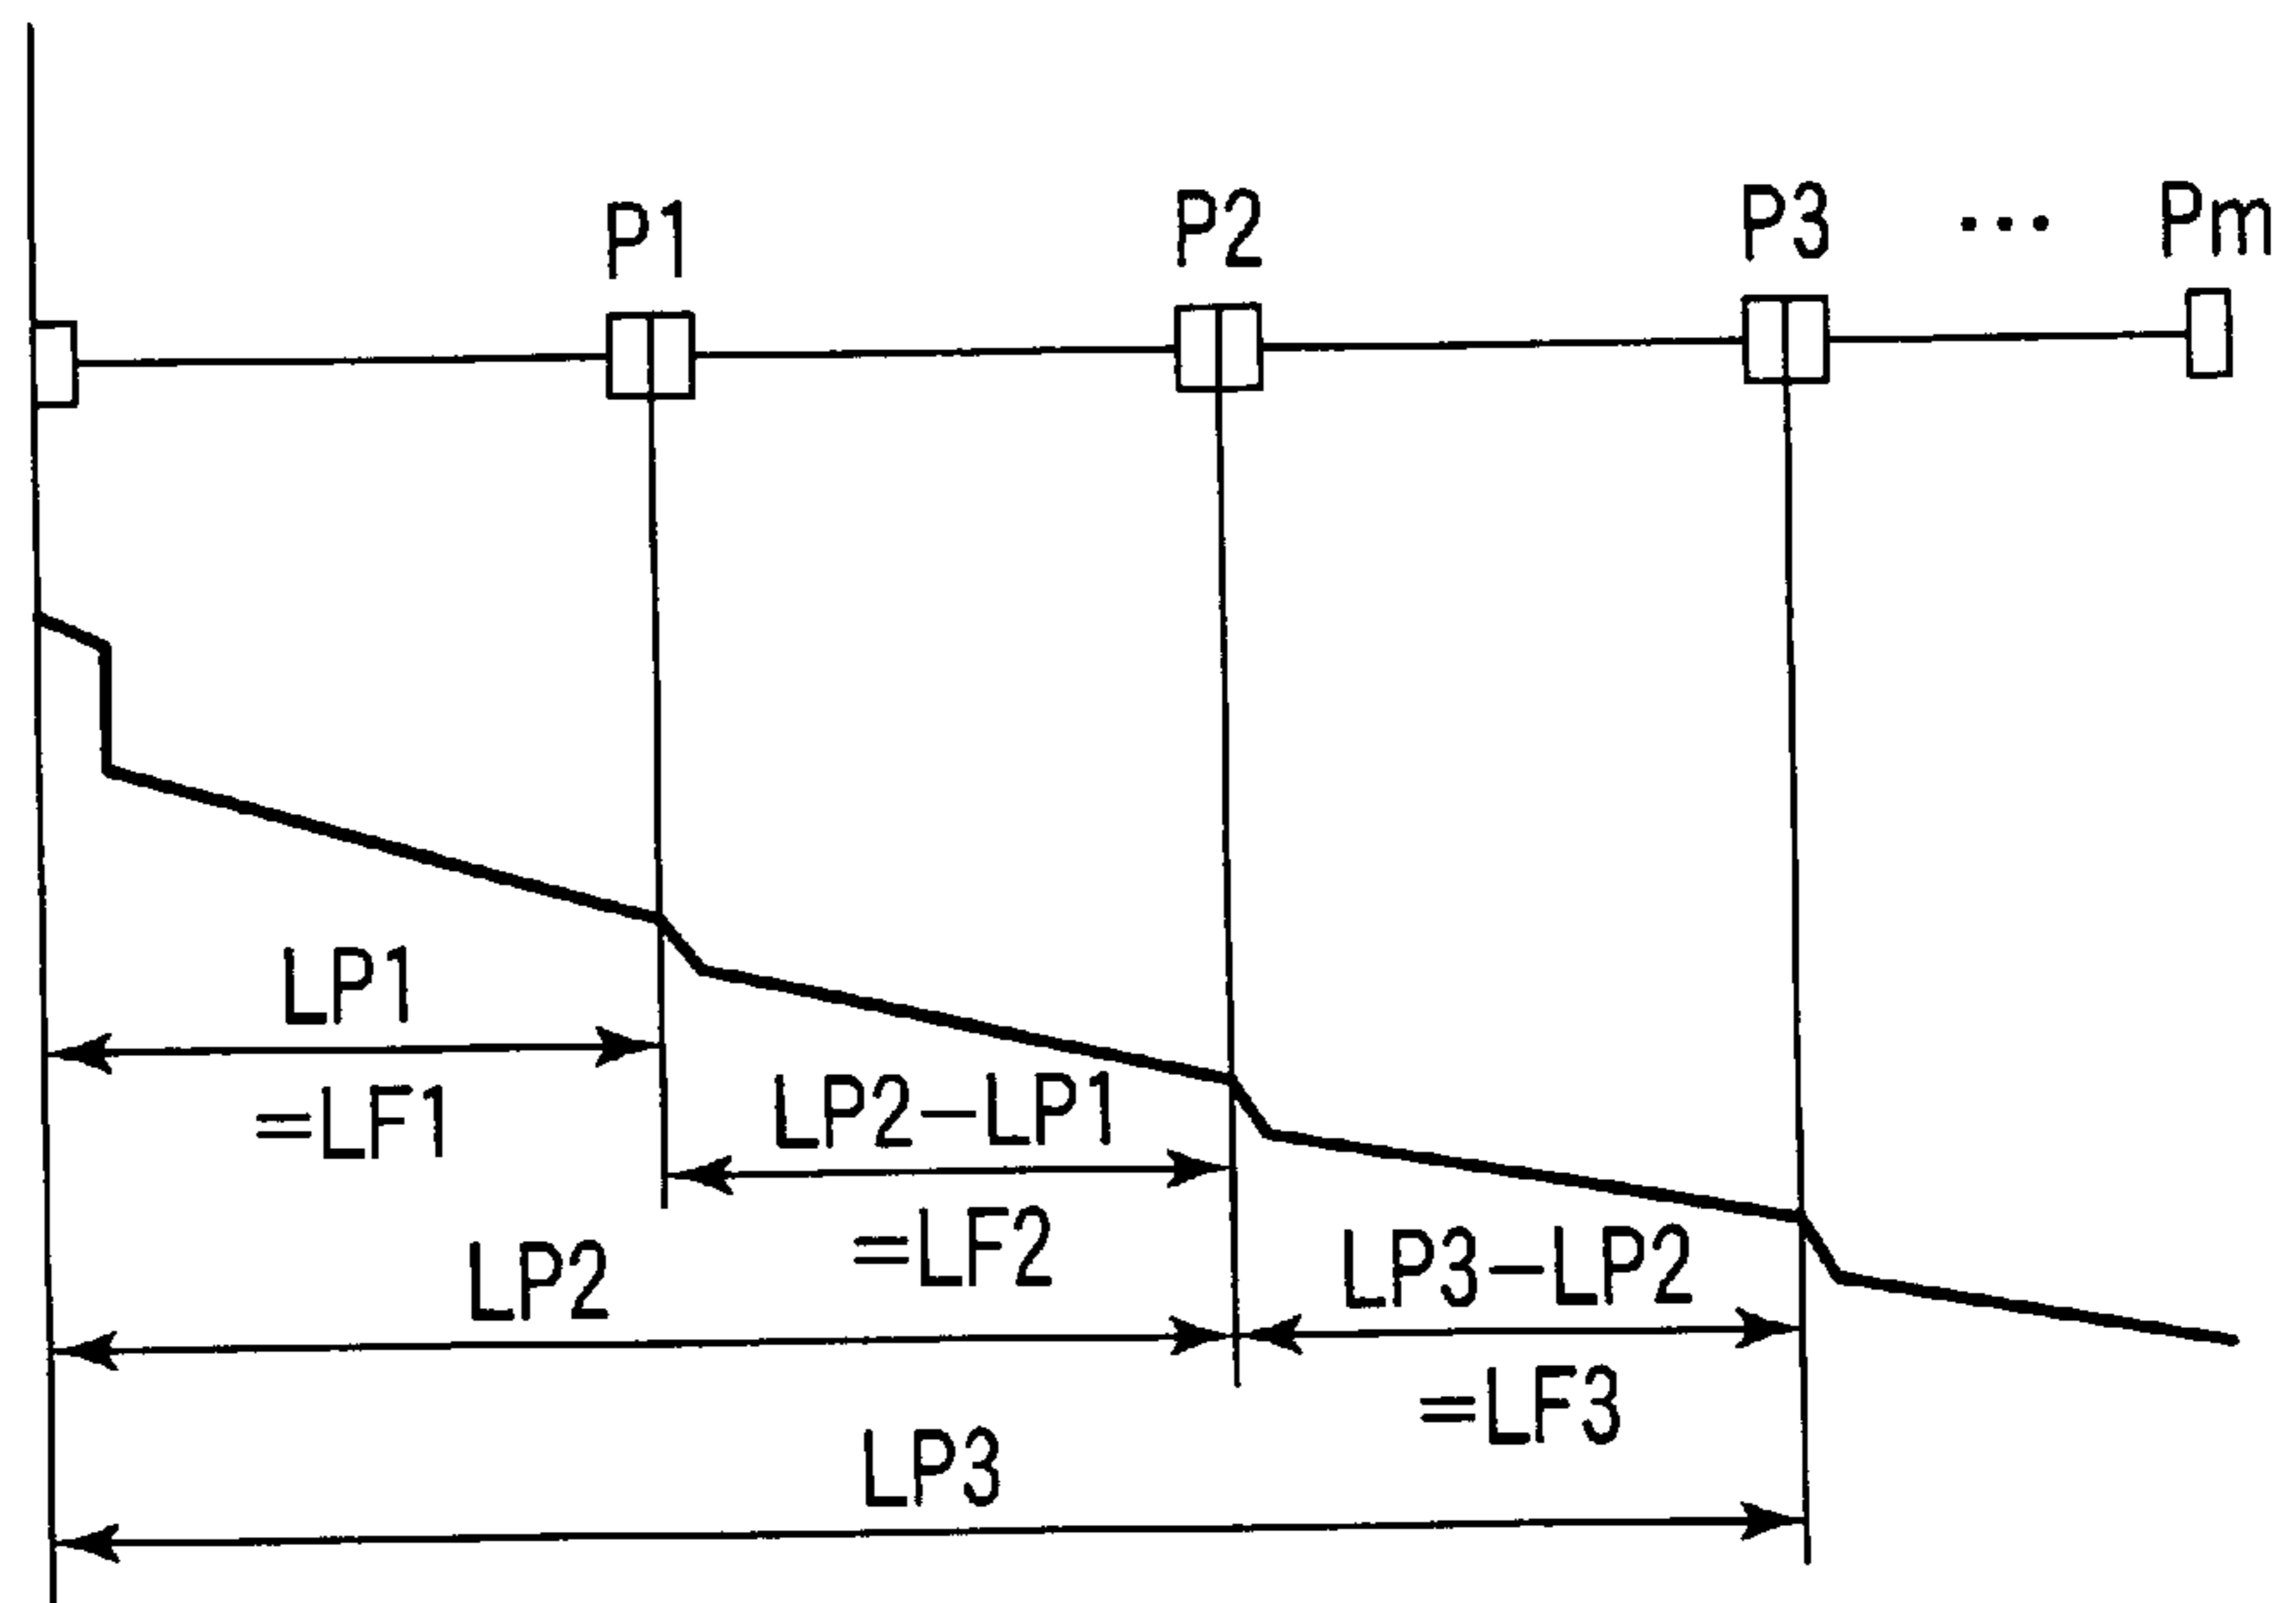 P1 P2 P3 ••• Pm
LP1
=LF1
LP2−LP1
=LF2
LP2
LP3−LP2
=LF3
LP3